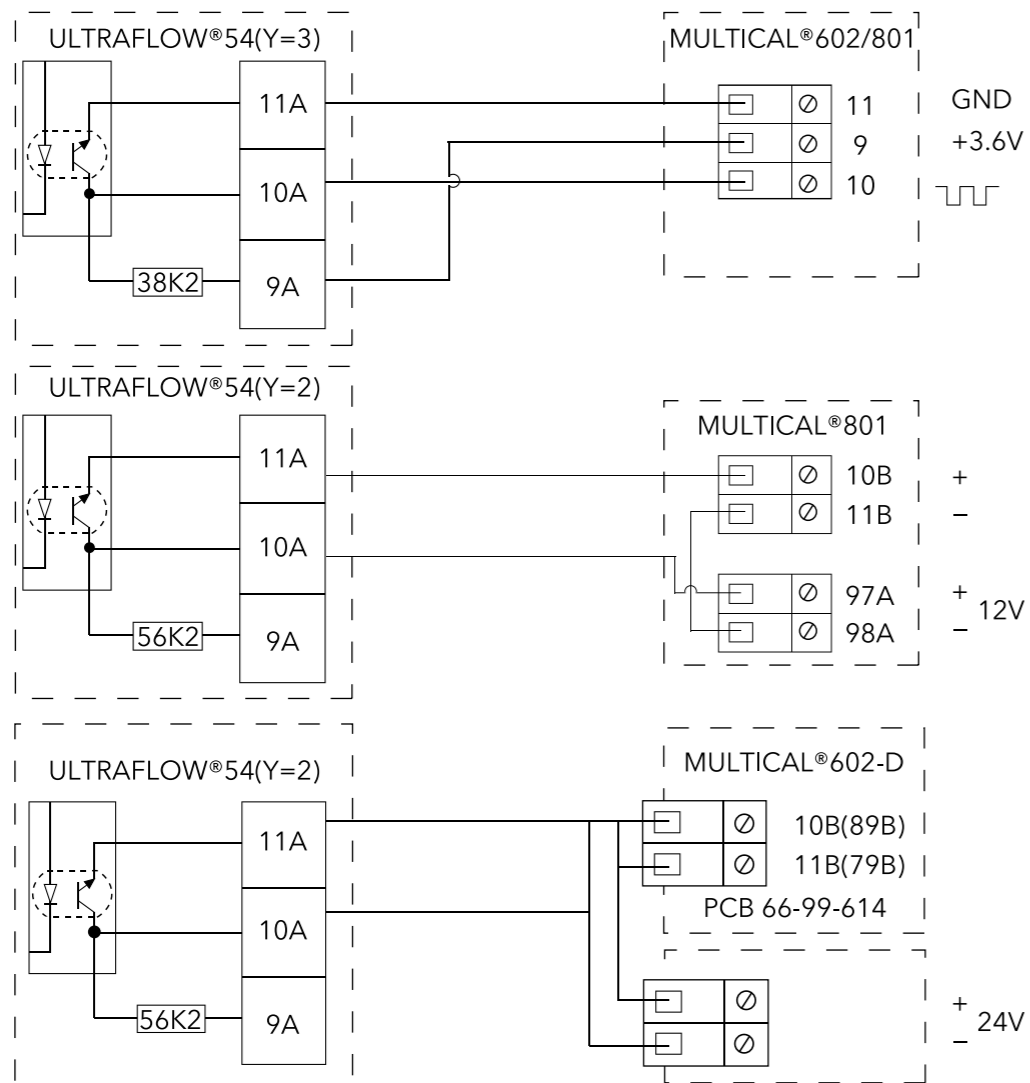 ULTRAFLOW®54(Y=3)
11A
10A
9A
38K2
MULTICAL®602/801
11
9
10
GND
+3.6V
ULTRAFLOW®54(Y=2)
11A
10A
9A
56K2
MULTICAL®801
10B
11B
97A
98A
+
−
+
−
12V
ULTRAFLOW®54(Y=2)
11A
10A
9A
56K2
MULTICAL®602-D
10B(89B)
11B(79B)
PCB 66-99-614
+
−
24V